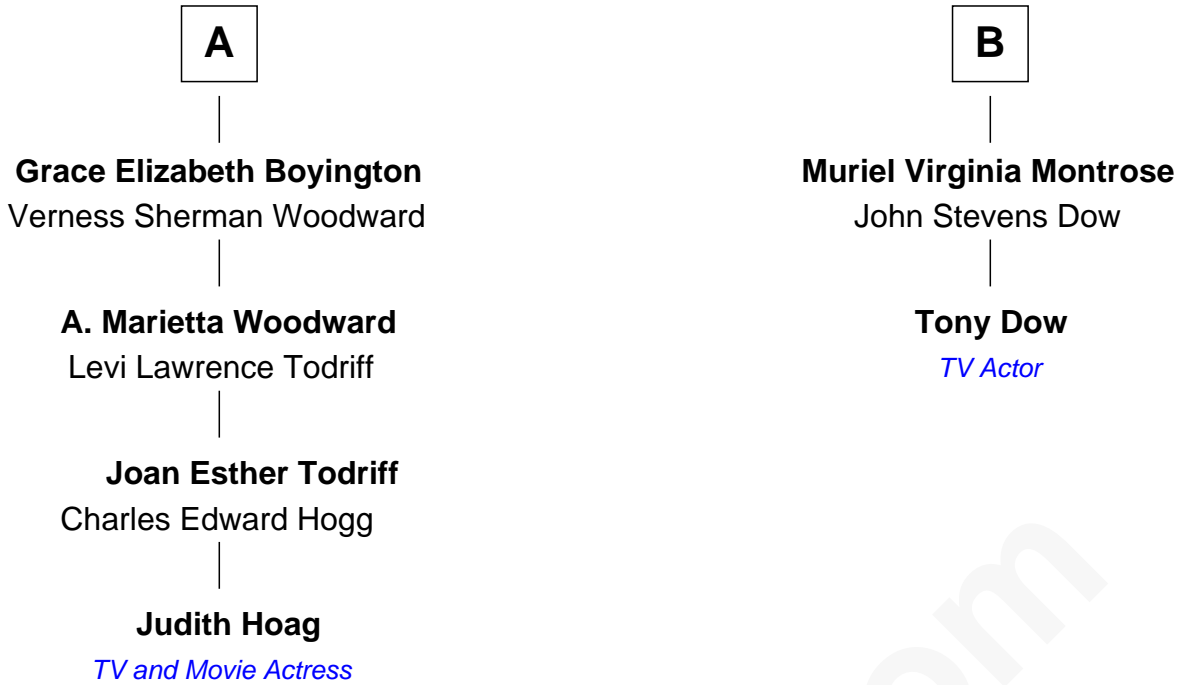 A
Grace Elizabeth Boyington
Verness Sherman Woodward
A. Marietta Woodward
Levi Lawrence Todriff
Joan Esther Todriff
Charles Edward Hogg
Judith Hoag
TV and Movie Actress
B
Muriel Virginia Montrose
John Stevens Dow
Tony Dow
TV Actor
om